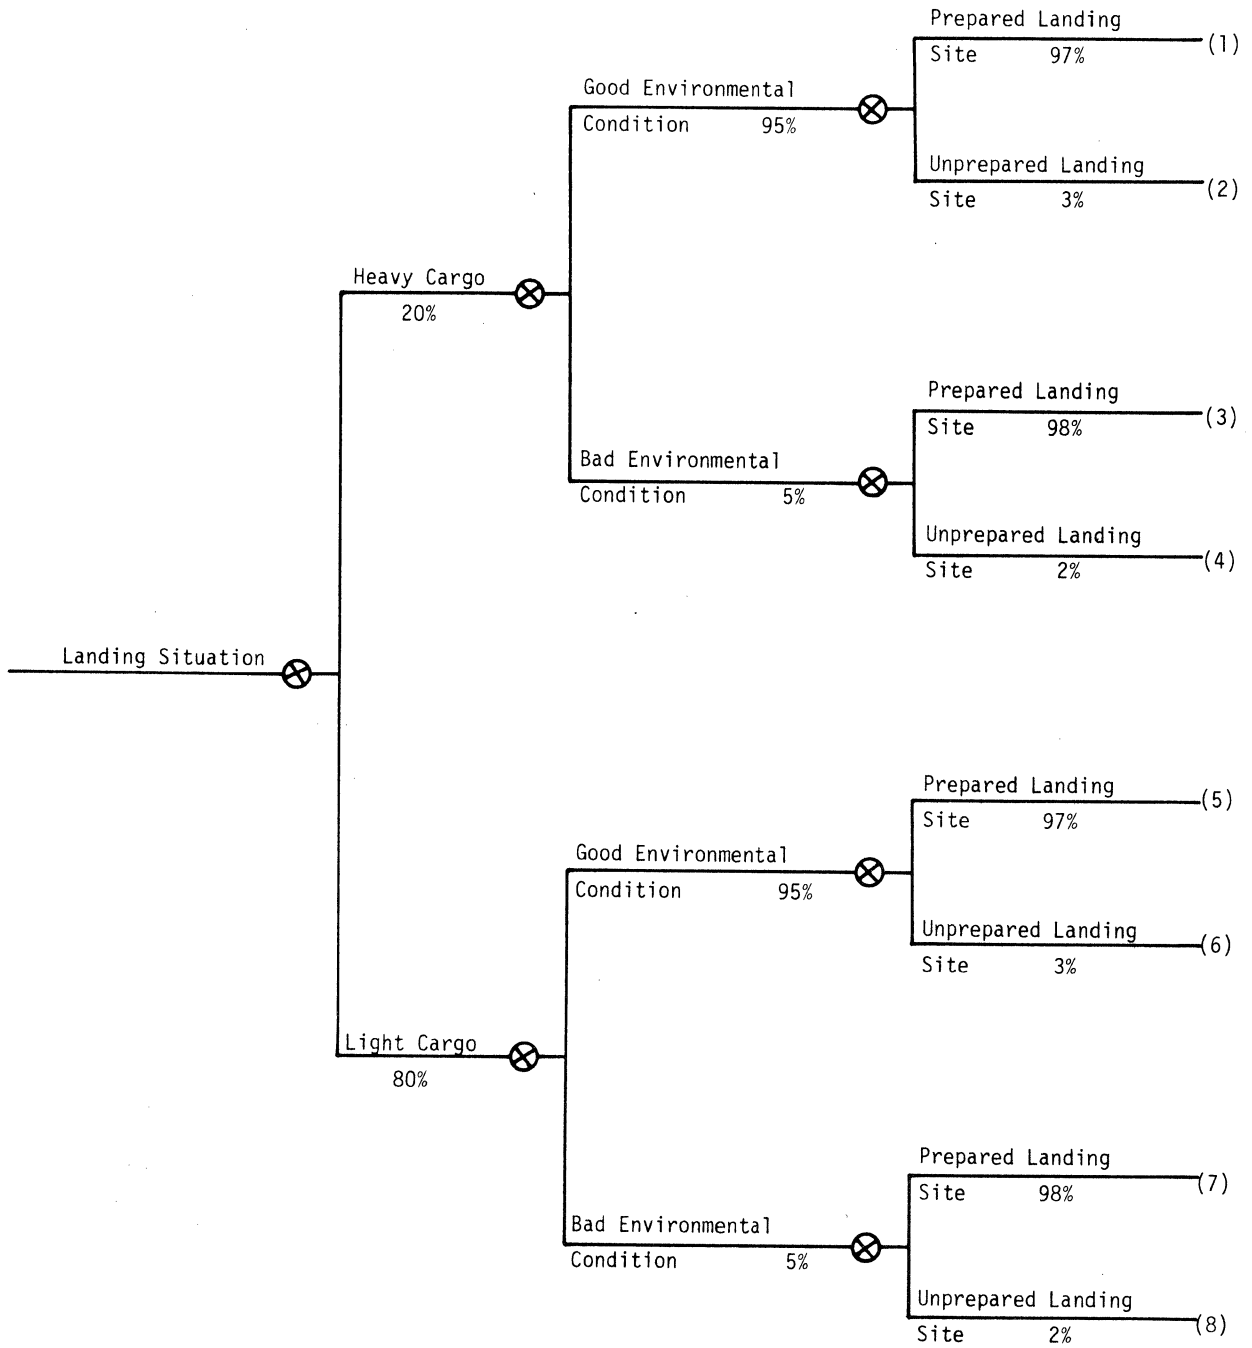 Prepared Landing
(1)
Site 97%
Good Environmental
Condition 95%
Unprepared Landing
(2)
Site 3%
Heavy Cargo
20%
Prepared Landing
(3)
Site 98%
Bad Environmental
Condition 5%
Unprepared Landing
(4)
Site 2%
Landing Situation
Prepared Landing
(5)
Site 97%
Good Environmental
Condition 95%
Unprepared Landing
(6)
Site 3%
Light Cargo
80%
Prepared Landing
(7)
Site 98%
Bad Environmental
Condition 5%
Unprepared Landing
(8)
Site 2%